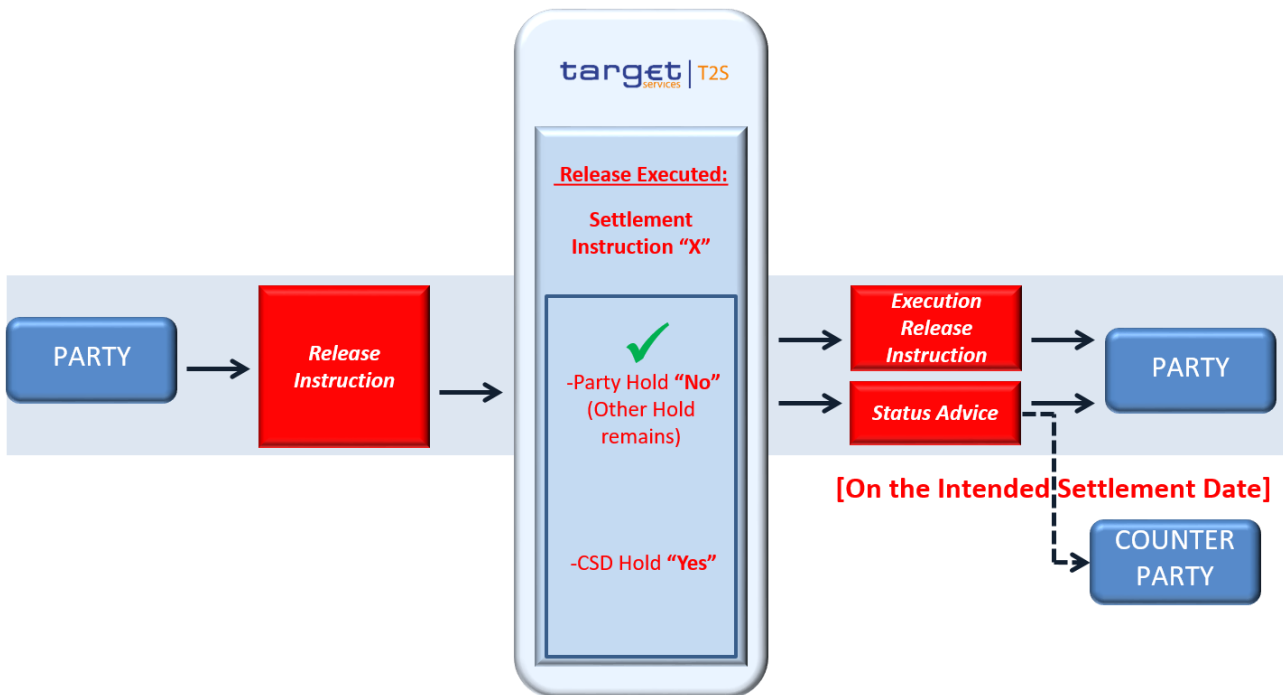 target | T2S
services
Release Executed:
Settlement
Instruction “X”
PARTY
Release
Instruction
-Party Hold “No”
(Other Hold
remains)
-CSD Hold “Yes”
Execution
Release
Instruction
Status Advice
PARTY
[On the Intended Settlement Date]
COUNTER
PARTY